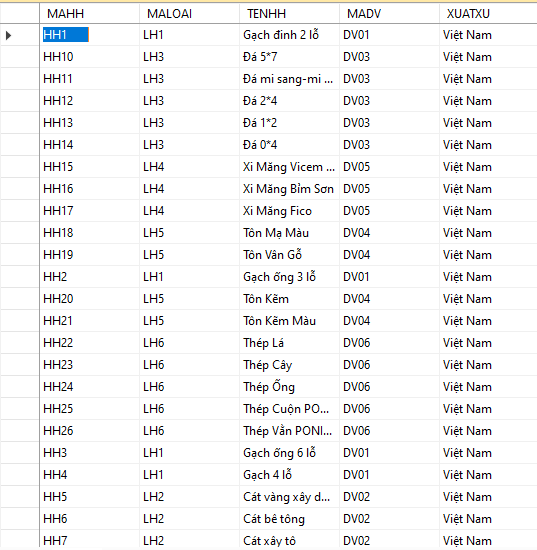 MAHH MALOAI TENHH MADV XUATXU
HH1 LH1 Gạch đinh 2 lỗ DV01 Việt Nam
HH10 LH3 Đá 5*7 DV03 Việt Nam
HH11 LH3 Đá mi sang-mi ... DV03 Việt Nam
HH12 LH3 Đá 2*4 DV03 Việt Nam
HH13 LH3 Đá 1*2 DV03 Việt Nam
HH14 LH3 Đá 0*4 DV03 Việt Nam
HH15 LH4 Xi Măng Vicem ... DV05 Việt Nam
HH16 LH4 Xi Măng Bỉm Sơn DV05 Việt Nam
HH17 LH4 Xi Măng Fico DV05 Việt Nam
HH18 LH5 Tôn Mạ Màu DV04 Việt Nam
HH19 LH5 Tôn Vân Gỗ DV04 Việt Nam
HH2 LH1 Gạch ống 3 lỗ DV01 Việt Nam
HH20 LH5 Tôn Kẽm DV04 Việt Nam
HH21 LH5 Tôn Kẽm Màu DV04 Việt Nam
HH22 LH6 Thép Lá DV06 Việt Nam
HH23 LH6 Thép Cây DV06 Việt Nam
HH24 LH6 Thép Ống DV06 Việt Nam
HH25 LH6 Thép Cuộn PO... DV06 Việt Nam
HH26 LH6 Thép Vằn PONI... DV06 Việt Nam
HH3 LH1 Gạch ống 6 lỗ DV01 Việt Nam
HH4 LH1 Gạch 4 lỗ DV01 Việt Nam
HH5 LH2 Cát vàng xây d... DV02 Việt Nam
HH6 LH2 Cát bê tông DV02 Việt Nam
HH7 LH2 Cát xây tô DV02 Việt Nam